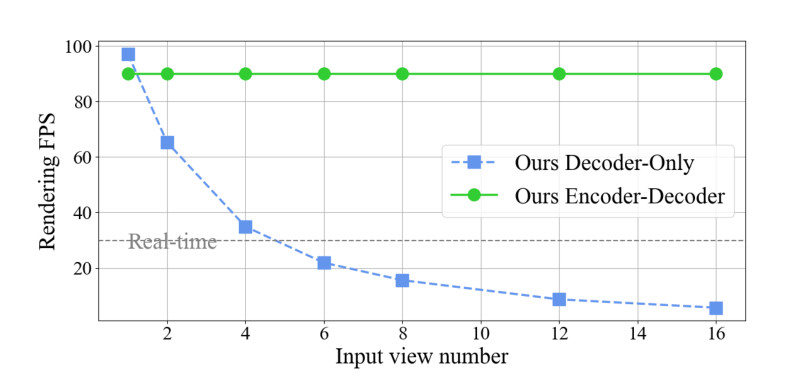 100
80
60
40
20
Rendering FPS
Real-time
Ours Decoder-Only
Ours Encoder-Decoder
2 4 6 8 10 12 14 16
Input view number